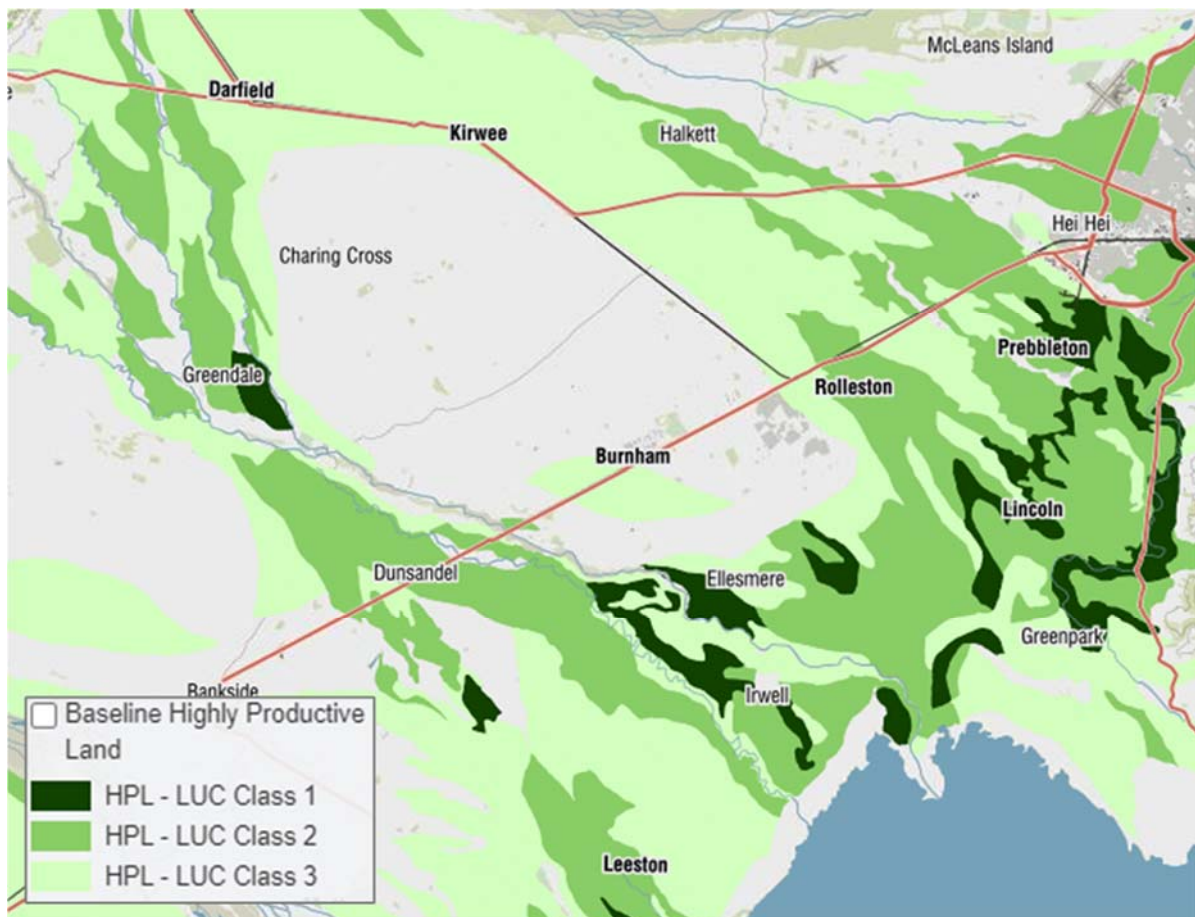 McLeans Island
Darfield
Kirwee
Halkett
Hei Hei
Charing Cross
Prebbleton
Greendale
Rolleston
Burnham
Lincoln
Dunsandel
Ellesmere
Greenpark
Bankside
Irwell
Baseline Highly Productive
Land
HPL - LUC Class 1
HPL - LUC Class 2
HPL - LUC Class 3
Leeston